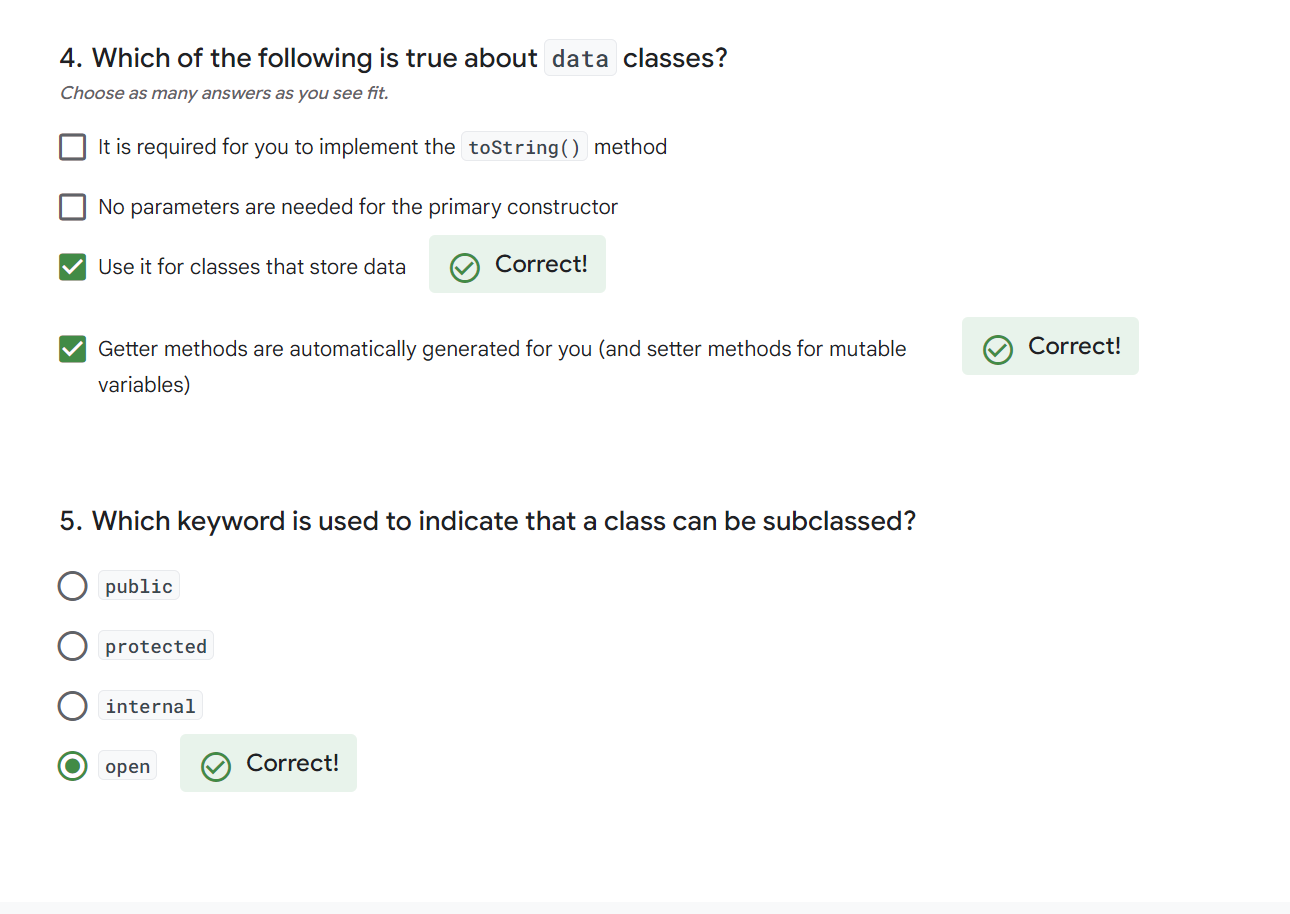 4. Which of the following is true about data classes?
Choose as many answers as you see fit.
It is required for you to implement the toString() method
No parameters are needed for the primary constructor
Use it for classes that store data Correct!
Getter methods are automatically generated for you (and setter methods for mutable Correct!
variables)
5. Which keyword is used to indicate that a class can be subclassed?
public
protected
internal
open Correct!